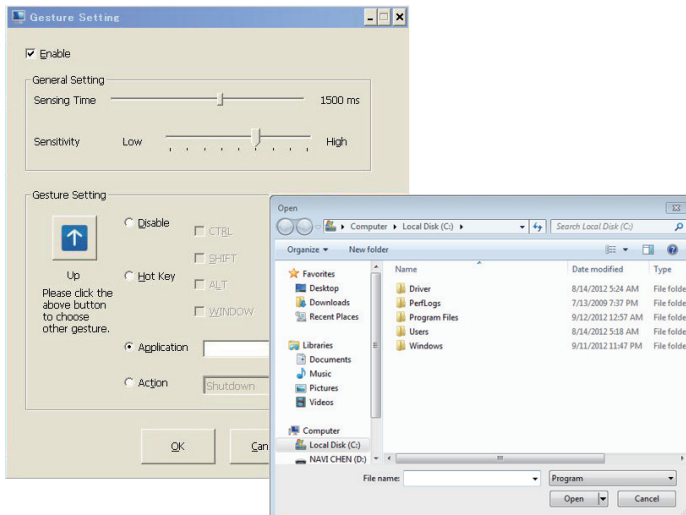 Gesture Setting
Enable
General Setting
Sensing Time 1500 ms
Sensitivity Low High
Gesture Setting
Up
Please click the
above button
to choose
other gesture.
Disable
Hot Key
CTRL
SHIFT
ALT
WINDOW
Application
Action
Shutdown
OK
Can
Open
Computer Local Disk (C:)
Search Local Disk (C:)
Organize New folder
Favorites
Desktop
Downloads
Recent Places
Libraries
Documents
Music
Pictures
Videos
Computer
Local Disk (C:)
NAVI CHEN (D:)
Name Date modified Type
Driver 8/14/2012 5:24 AM File folde
PerfLogs 7/13/2009 7:37 PM File folde
Program Files 9/12/2012 12:57 AM File folde
Users 8/14/2012 5:18 AM File folde
Windows 9/11/2012 11:47 PM File folde
File name: Program
Open Cancel